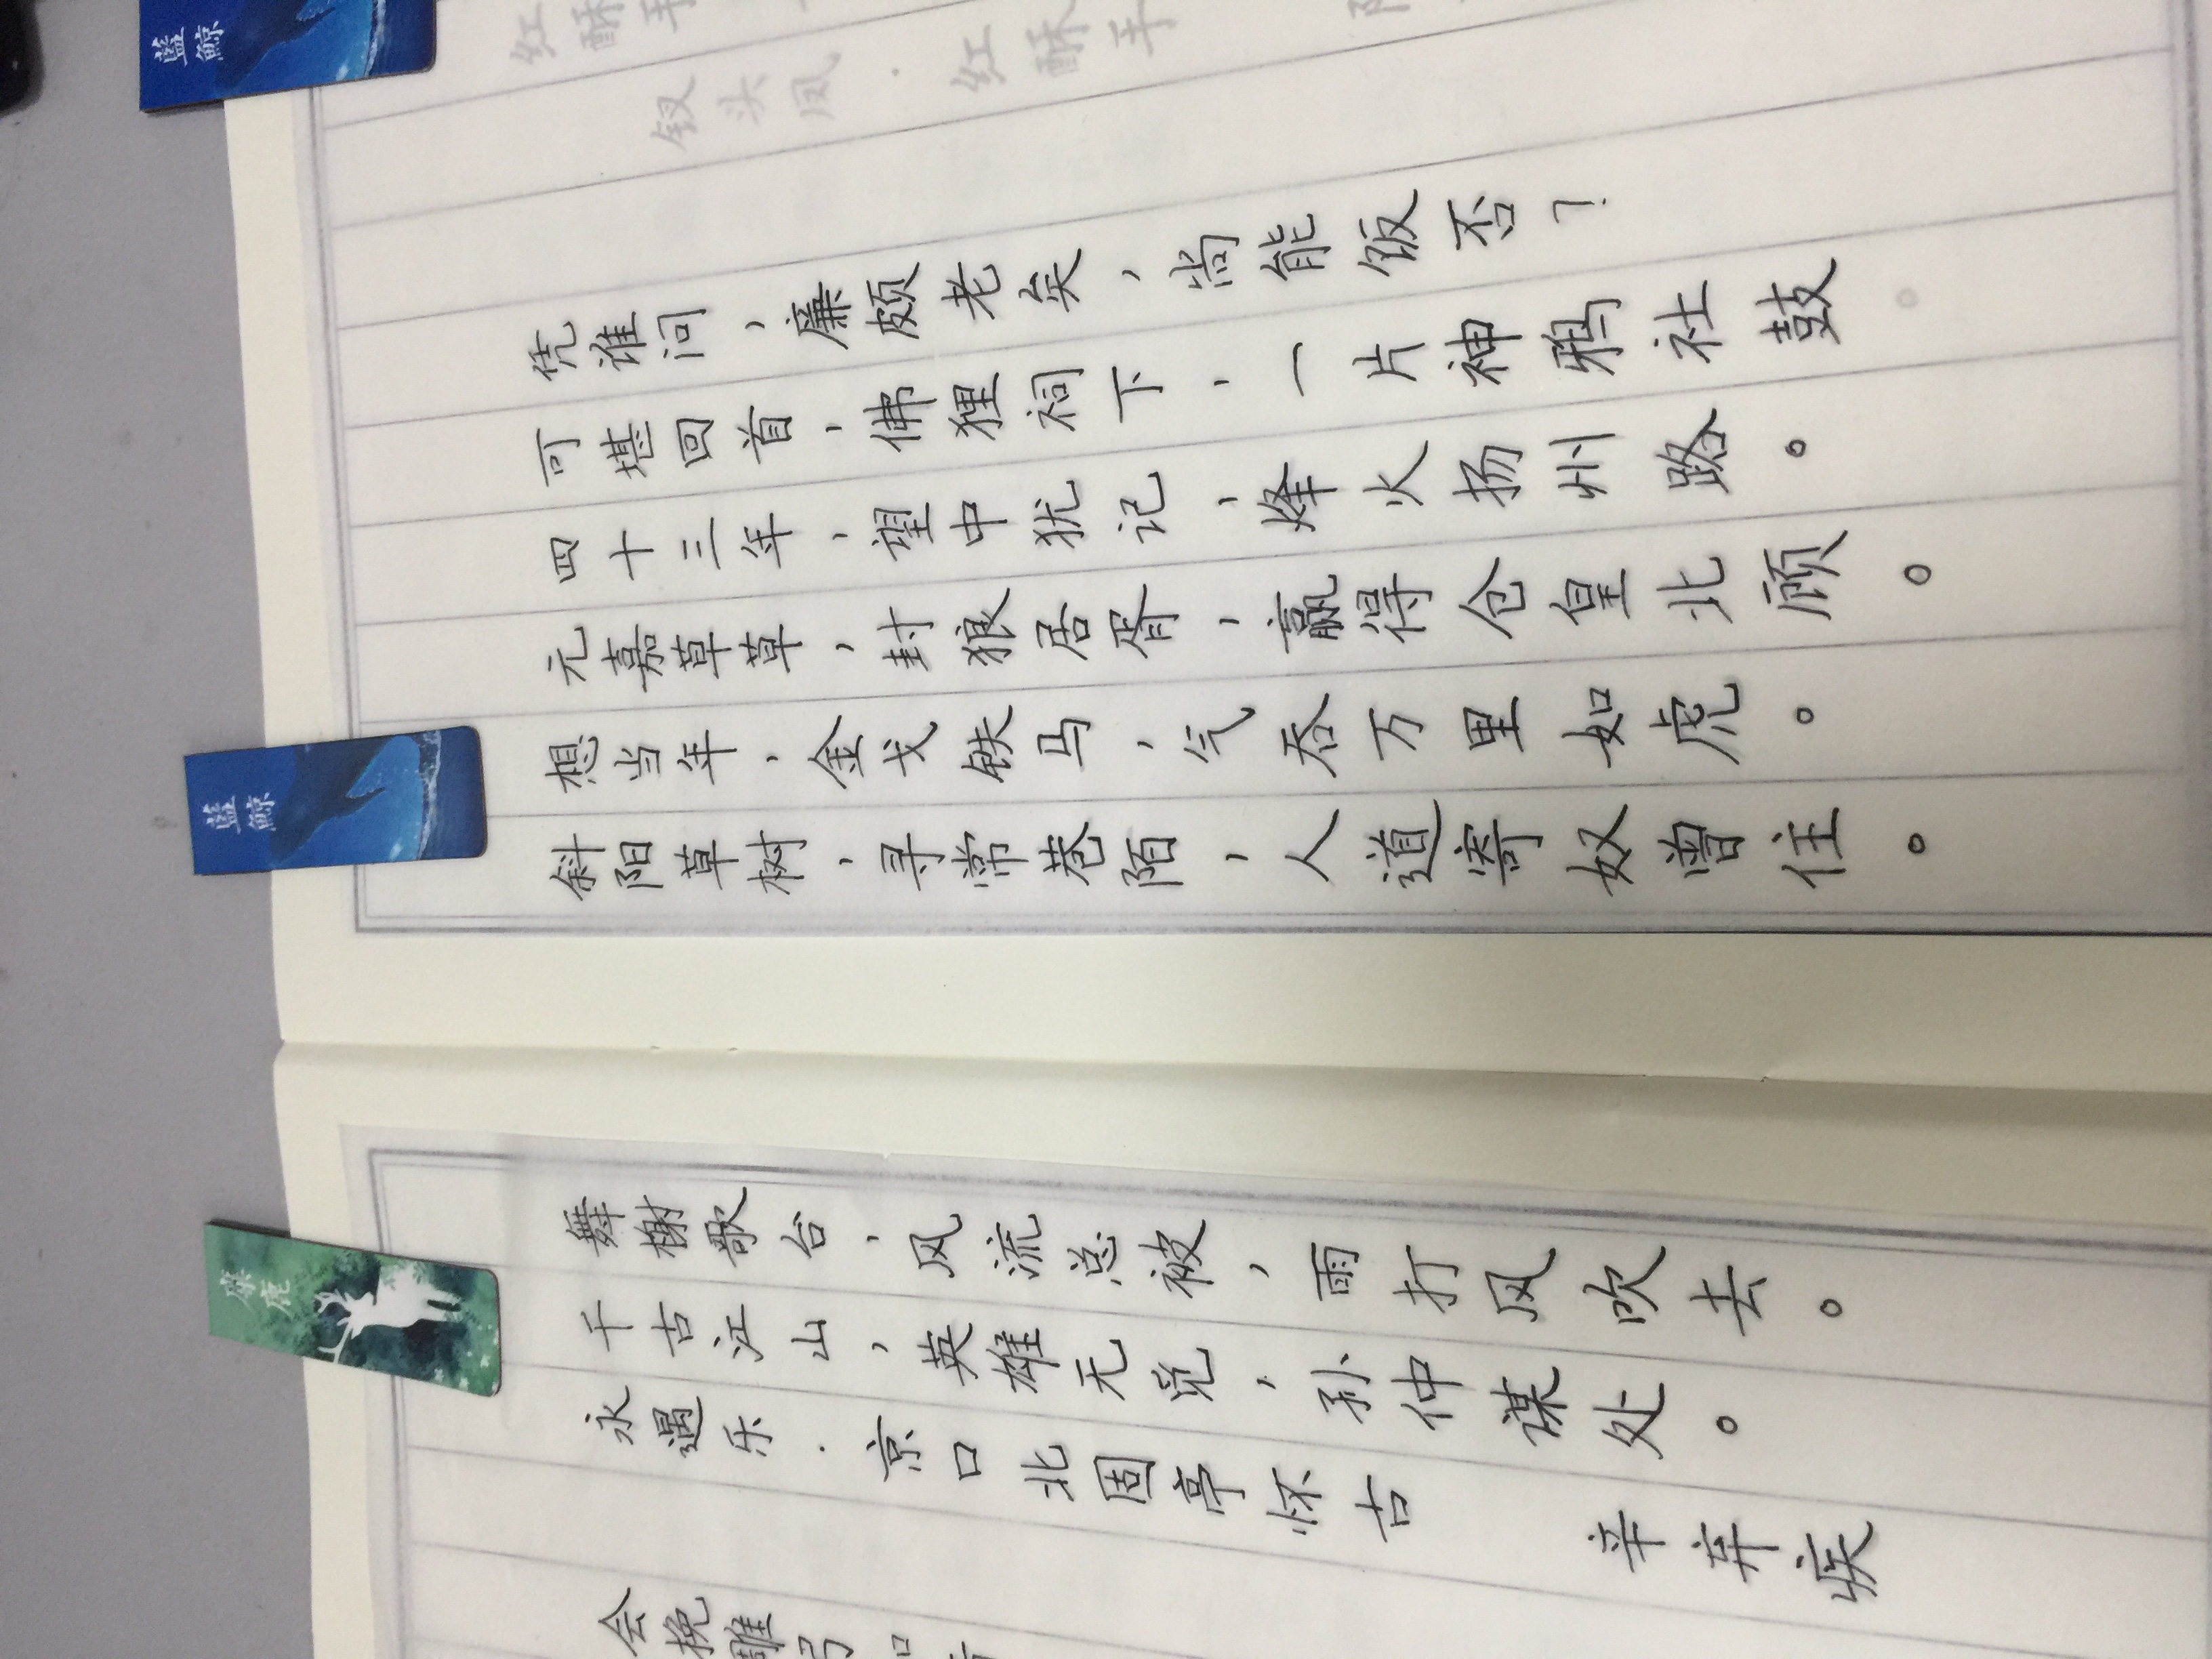 麋鹿
藍鯨
藍鯨
会挽雕弓如
永遇乐·京口北固亭怀古 辛弃疾
千古江山，英雄无觅，孙仲谋处。
舞榭歌台，风流总被，雨打风吹去。
斜阳草树，寻常巷陌，人道寄奴曾住。
想当年，金戈铁马，气吞万里如虎。
元嘉草草，封狼居胥，赢得仓皇北顾。
四十三年，望中犹记，烽火扬州路。
可堪回首，佛狸祠下，一片神鸦社鼓。
凭谁问，廉颇老矣，尚能饭否？
钗头凤·红酥手
红酥手